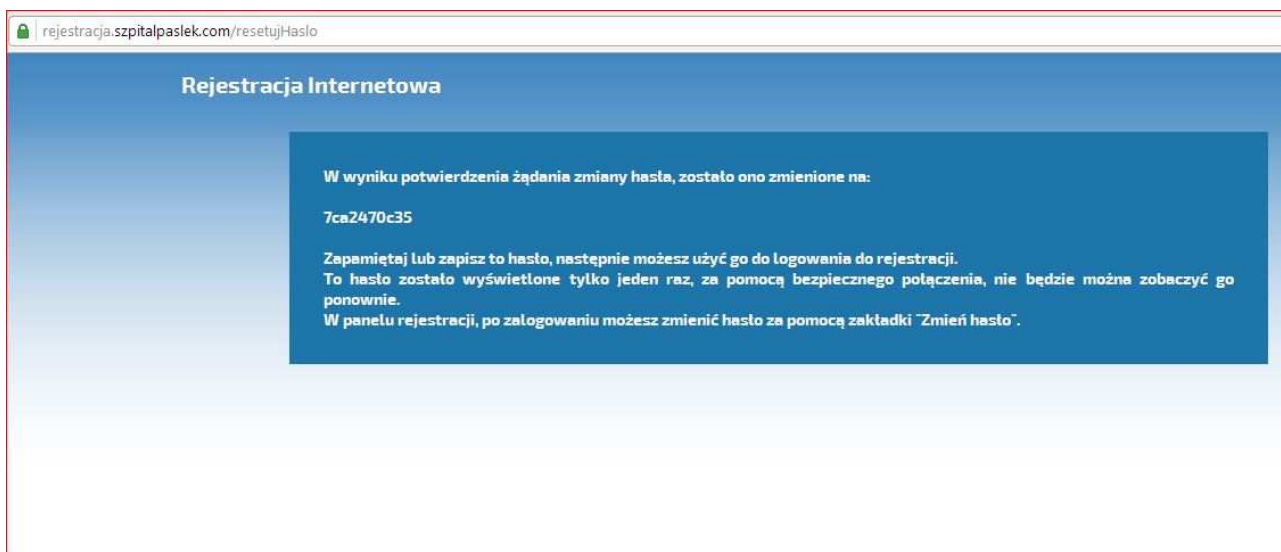 rejestracja.szpitalpaslek.com/resetujHaslo
Rejestracja Internetowa
W wyniku potwierdzenia żądania zmiany hasła, zostało ono zmienione na:
7ca2470c35
Zapamiętaj lub zapisz to hasło, następnie możesz użyć go do logowania do rejestracji.
To hasło zostało wyświetlone tylko jeden raz, za pomocą bezpiecznego połączenia, nie będzie można zobaczyć go
ponownie.
W panelu rejestracji, po zalogowaniu możesz zmienić hasło za pomocą zakładki "Zmień hasło".